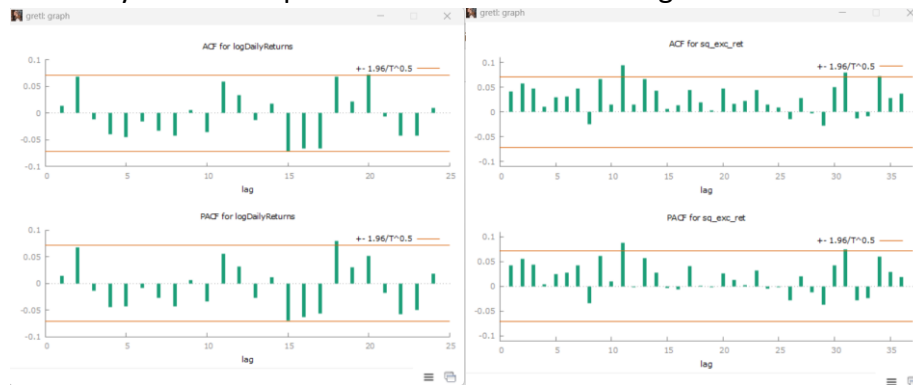 gretl: graph
ACF for logDailyReturns
+- 1.96/T^0.5
0.1
0.05
0
-0.05
-0.1
0 5 10 15 20 25
lag
PACF for logDailyReturns
+- 1.96/T^0.5
0.1
0.05
0
-0.05
-0.1
0 5 10 15 20 25
lag
gretl: graph
ACF for sq_exc_ret
+- 1.96/T^0.5
0.1
0.05
0
-0.05
-0.1
0 5 10 15 20 25 30 35
lag
PACF for sq_exc_ret
+- 1.96/T^0.5
0.1
0.05
0
-0.05
-0.1
0 5 10 15 20 25 30 35
lag